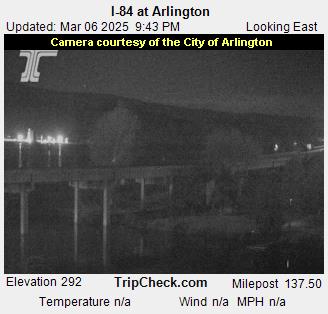 I-84 at Arlington
Updated: Mar 06 2025 9:43 PM Looking East
Camera courtesy of the City of Arlington
Elevation 292 TripCheck.com Milepost 137.50
Temperature n/a Wind n/a MPH n/a